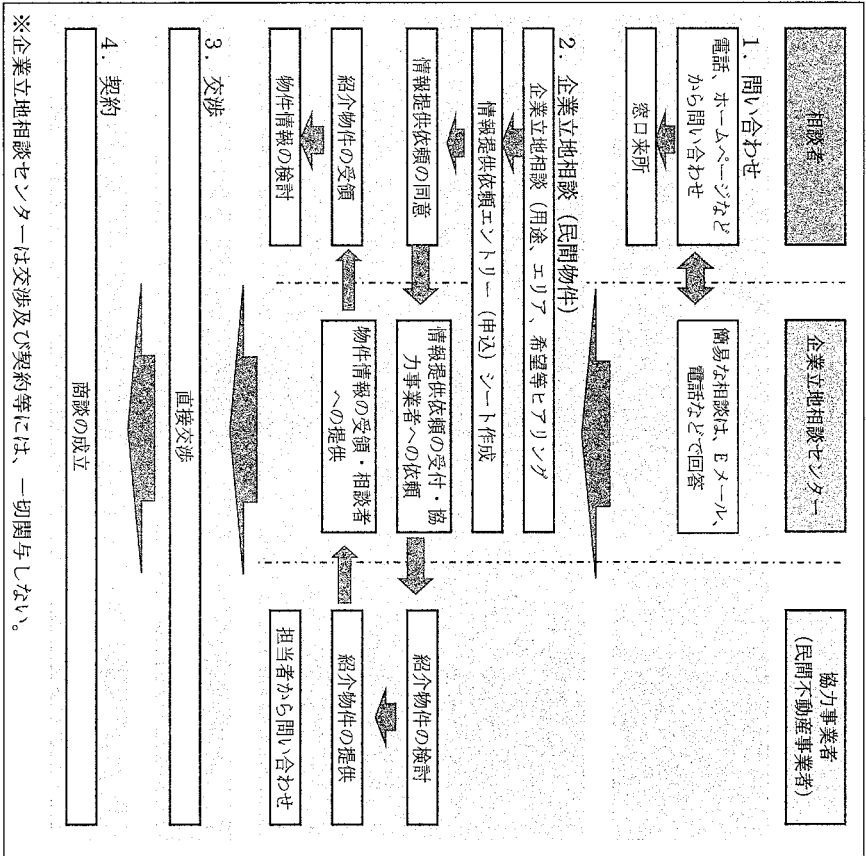 相談者
企業立地相談センター
協力事業者
(民間不動産事業者)
1.問い合わせ
電話、ホームページなど
から問い合わせ
簡易な相談は、Eメール、
電話などで回答
窓口来所
2.企業立地相談(民間物件)
企業立地相談(用途、エリア、希望等ヒアリング
情報提供依頼エントリー(申込)シート作成
情報提供依頼の同意
情報提供依頼の受付・協
力事業者への依頼
紹介物件の検討
紹介物件の受領
物件情報の受領・相談者
への提供
紹介物件の提供
物件情報の検討
担当者から問い合わせ
3.交渉
直接交渉
4.契約
商談の成立
※企業立地相談センターは交渉及び契約等には、一切関与しない。